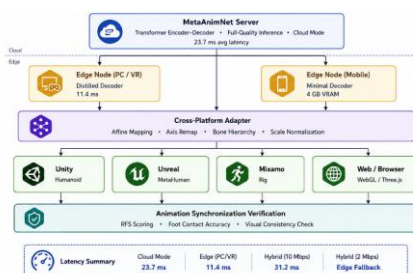 MetaAnimNet Server
Transformer Encoder-Decoder • Full-Quality Inference • Cloud Mode
23.7 ms avg latency
Cloud
Edge
Edge Node (PC / VR)
Distilled Decoder
11.4 ms
Edge Node (Mobile)
Minimal Decoder
4 GB VRAM
Cross-Platform Adapter
Affine Mapping • Axis Remap • Bone Hierarchy • Scale Normalization
Unity
Humanoid
Unreal
MetaHuman
Mixamo
Rig
Web / Browser
WebGL / Three.js
Animation Synchronization Verification
RFS Scoring • Foot Contact Accuracy • Visual Consistency Check
Latency Summary
Cloud Mode
23.7 ms
Edge (PC/VR)
11.4 ms
Hybrid (10 Mbps)
31.2 ms
Hybrid (2 Mbps)
Edge Fallback